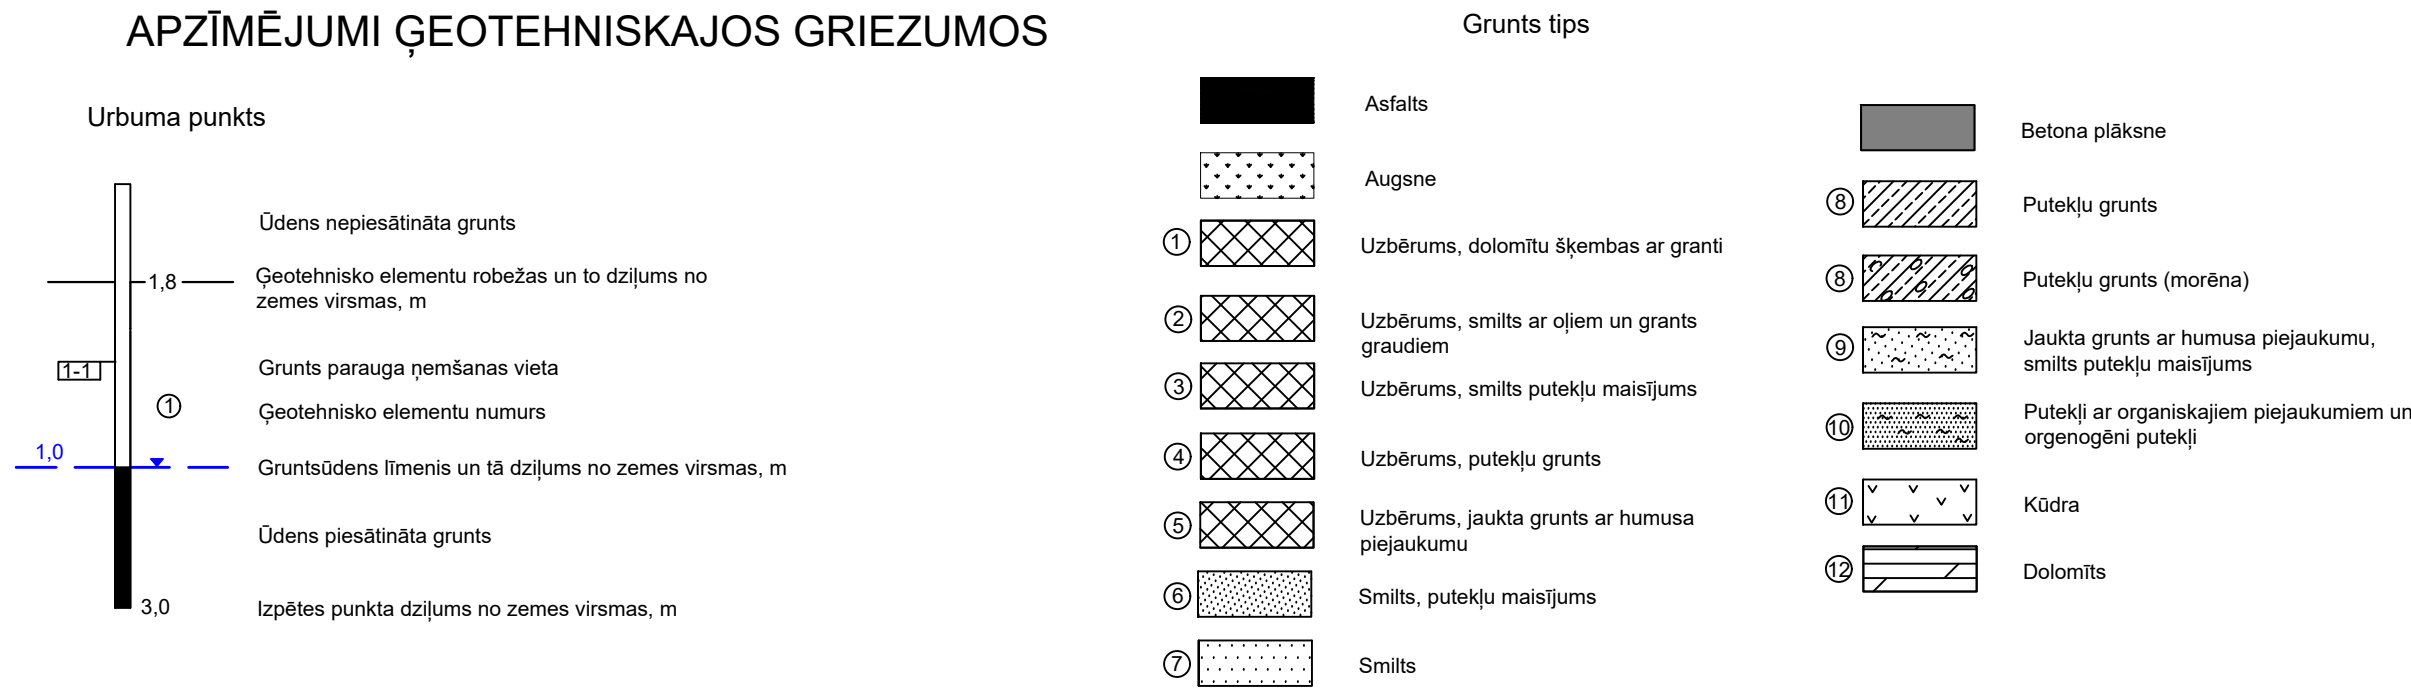 APZĪMĒJUMI ĢEOTEHNISKAJOS GRIEZUMOS
Urbuma punkts
Ūdens nepiesātināta grunts
1,8
Ģeotehnisko elementu robežas un to dziļums no
zemes virsmas, m
1-1
Grunts parauga ņemšanas vieta
1
Ģeotehnisko elementu numurs
1,0
Gruntsūdens līmenis un tā dziļums no zemes virsmas, m
Ūdens piesātināta grunts
3,0
Izpētes punkta dziļums no zemes virsmas, m
Grunts tips
Asfalts
Augsne
1 Uzbērums, dolomītu šķembas ar granti
2 Uzbērums, smilts ar oļiem un grants
graudiem
3 Uzbērums, smilts putekļu maisījums
4 Uzbērums, putekļu grunts
5 Uzbērums, jaukta grunts ar humusa
piejaukumu
6 Smilts, putekļu maisījums
7 Smilts
Betona plāksne
8 Putekļu grunts
8 Putekļu grunts (morēna)
9 Jaukta grunts ar humusa piejaukumu,
smilts putekļu maisījums
10 Putekļi ar organiskajiem piejaukumiem un
orgenogēni putekļi
11 Kūdra
12 Dolomīts